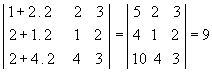 |1+2.2 2 3| |5 2 3|
|2+1.2 1 2| = |4 1 2| = 9
|2+4.2 4 3| |10 4 3|